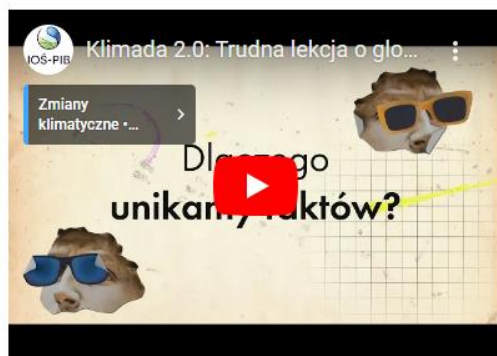 IOŚ-PIB
Klimada 2.0: Trudna lekcja o glo...
Zmiany
klimatyczne •...
Dlaczego
unikamy faktów?